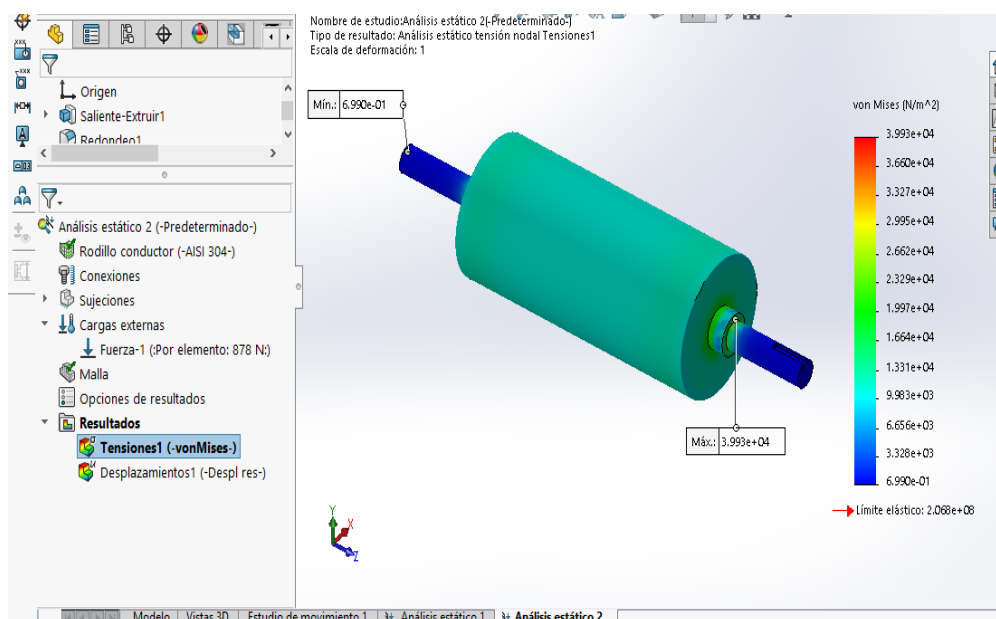 Nombre de estudio:Análisis estático 2(-Predeterminado-)
Tipo de resultado: Análisis estático tensión nodal Tensiones1
Escala de deformación: 1
Origen
Saliente-Extruir1
Redondeo1
Análisis estático 2 (-Predeterminado-)
Rodillo conductor (-AISI 304-)
Conexiones
Sujeciones
Cargas externas
Fuerza-1 (:Por elemento: 878 N:)
Malla
Opciones de resultados
Resultados
Tensiones1 (-vonMises-)
Desplazamientos1 (-Despl res-)
Mín.: 6.990e-01
Máx.: 3.993e+04
von Mises (N/m^2)
3.993e+04
3.660e+04
3.327e+04
2.995e+04
2.662e+04
2.329e+04
1.997e+04
1.664e+04
1.331e+04
9.983e+03
6.656e+03
3.328e+03
6.990e-01
Límite elástico: 2.068e+08
Y
X
Z
Modelo
Vistas 3D
Estudio de movimiento 1
Análisis estático 1
Análisis estático 2